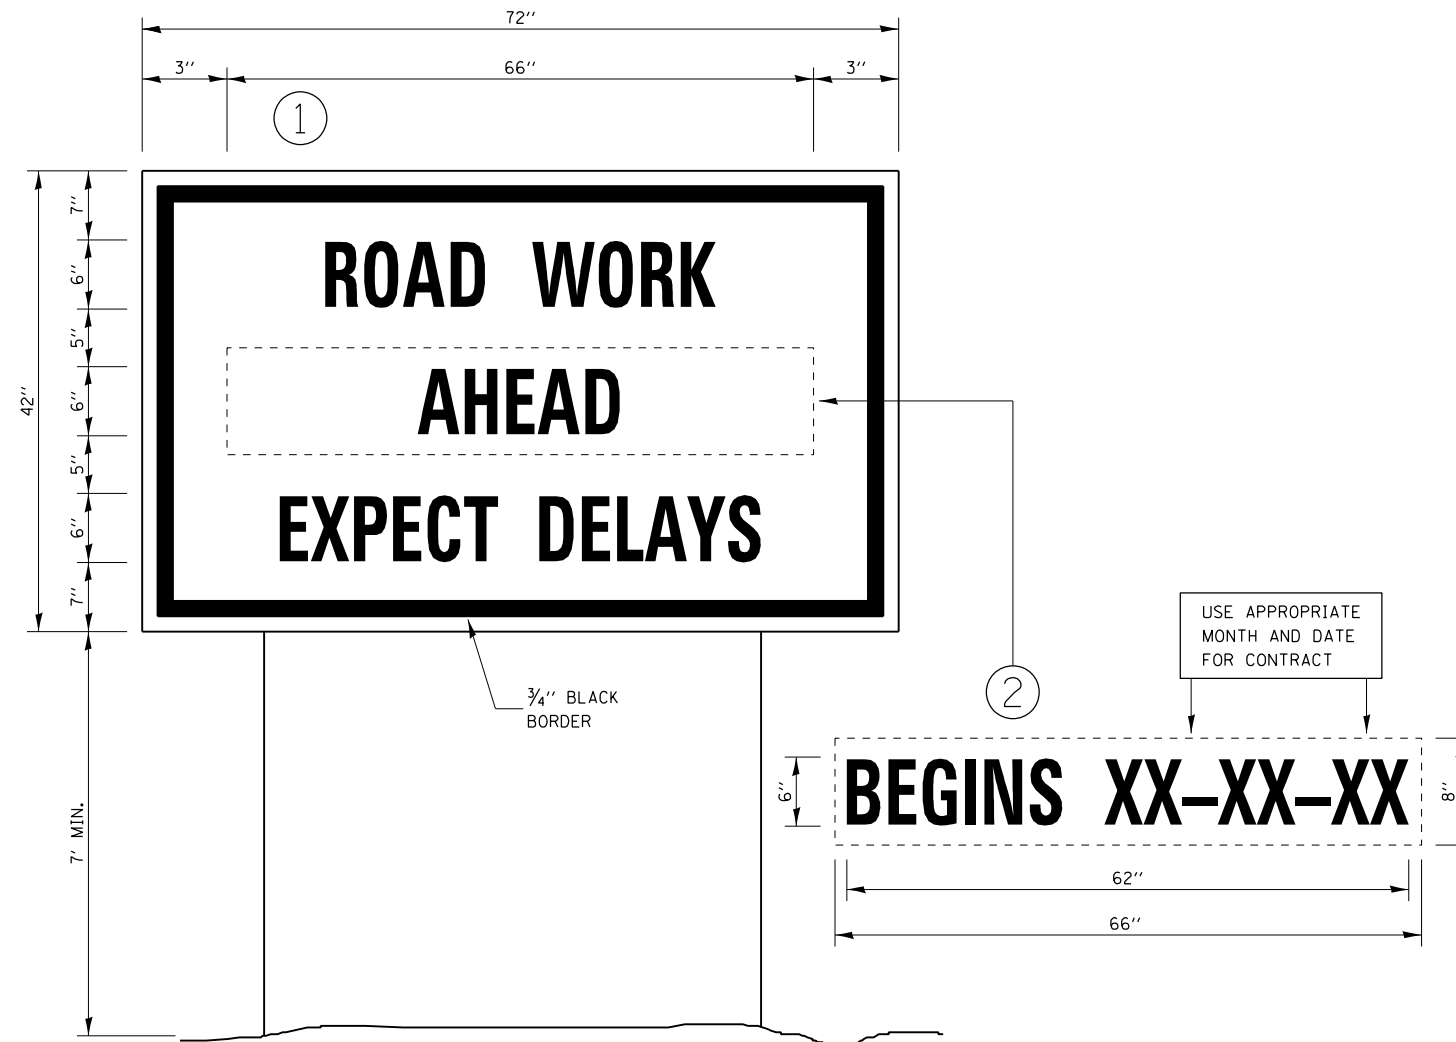 72''
3'' 66'' 3''
1
7''
6''
5''
42'' 6''
5''
6''
7''
ROAD WORK
AHEAD
EXPECT DELAYS
3/4'' BLACK
BORDER
7' MIN.
2
USE APPROPRIATE
MONTH AND DATE
FOR CONTRACT
6'' BEGINS XX-XX-XX 8''
62''
66''